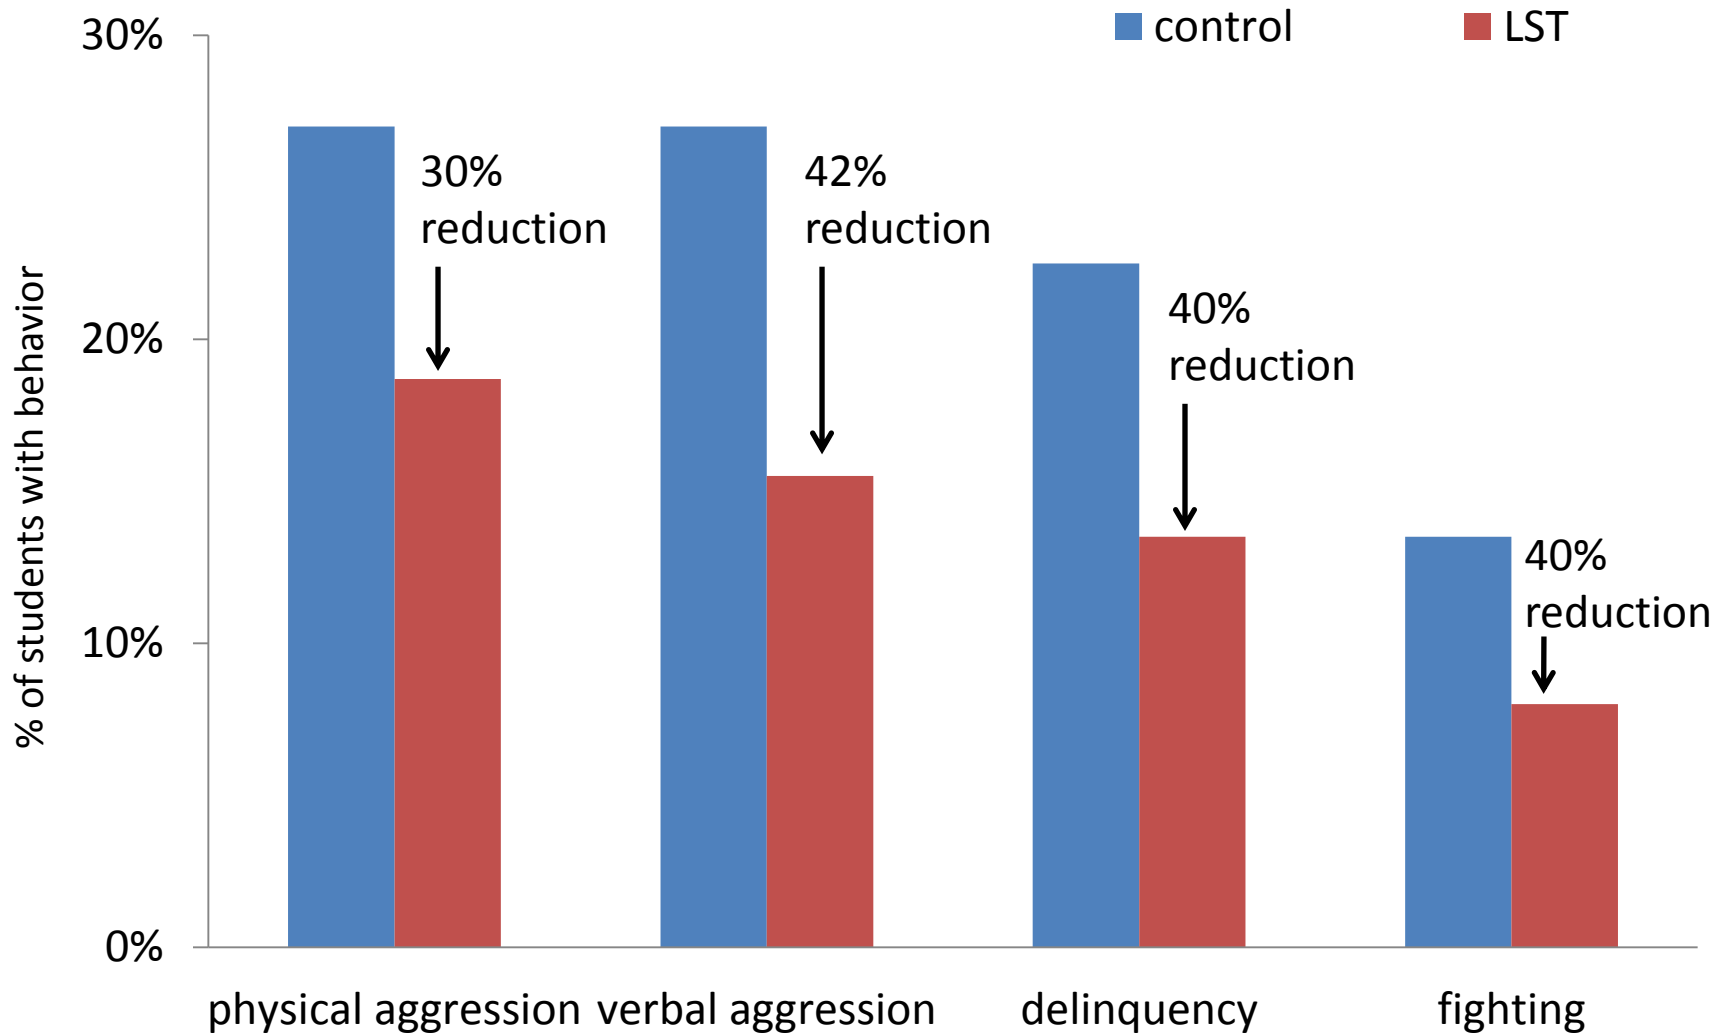 control
LST
30%
20%
10%
0%
% of students with behavior
30%
reduction
42%
reduction
40%
reduction
40%
reduction
physical aggression
verbal aggression
delinquency
fighting